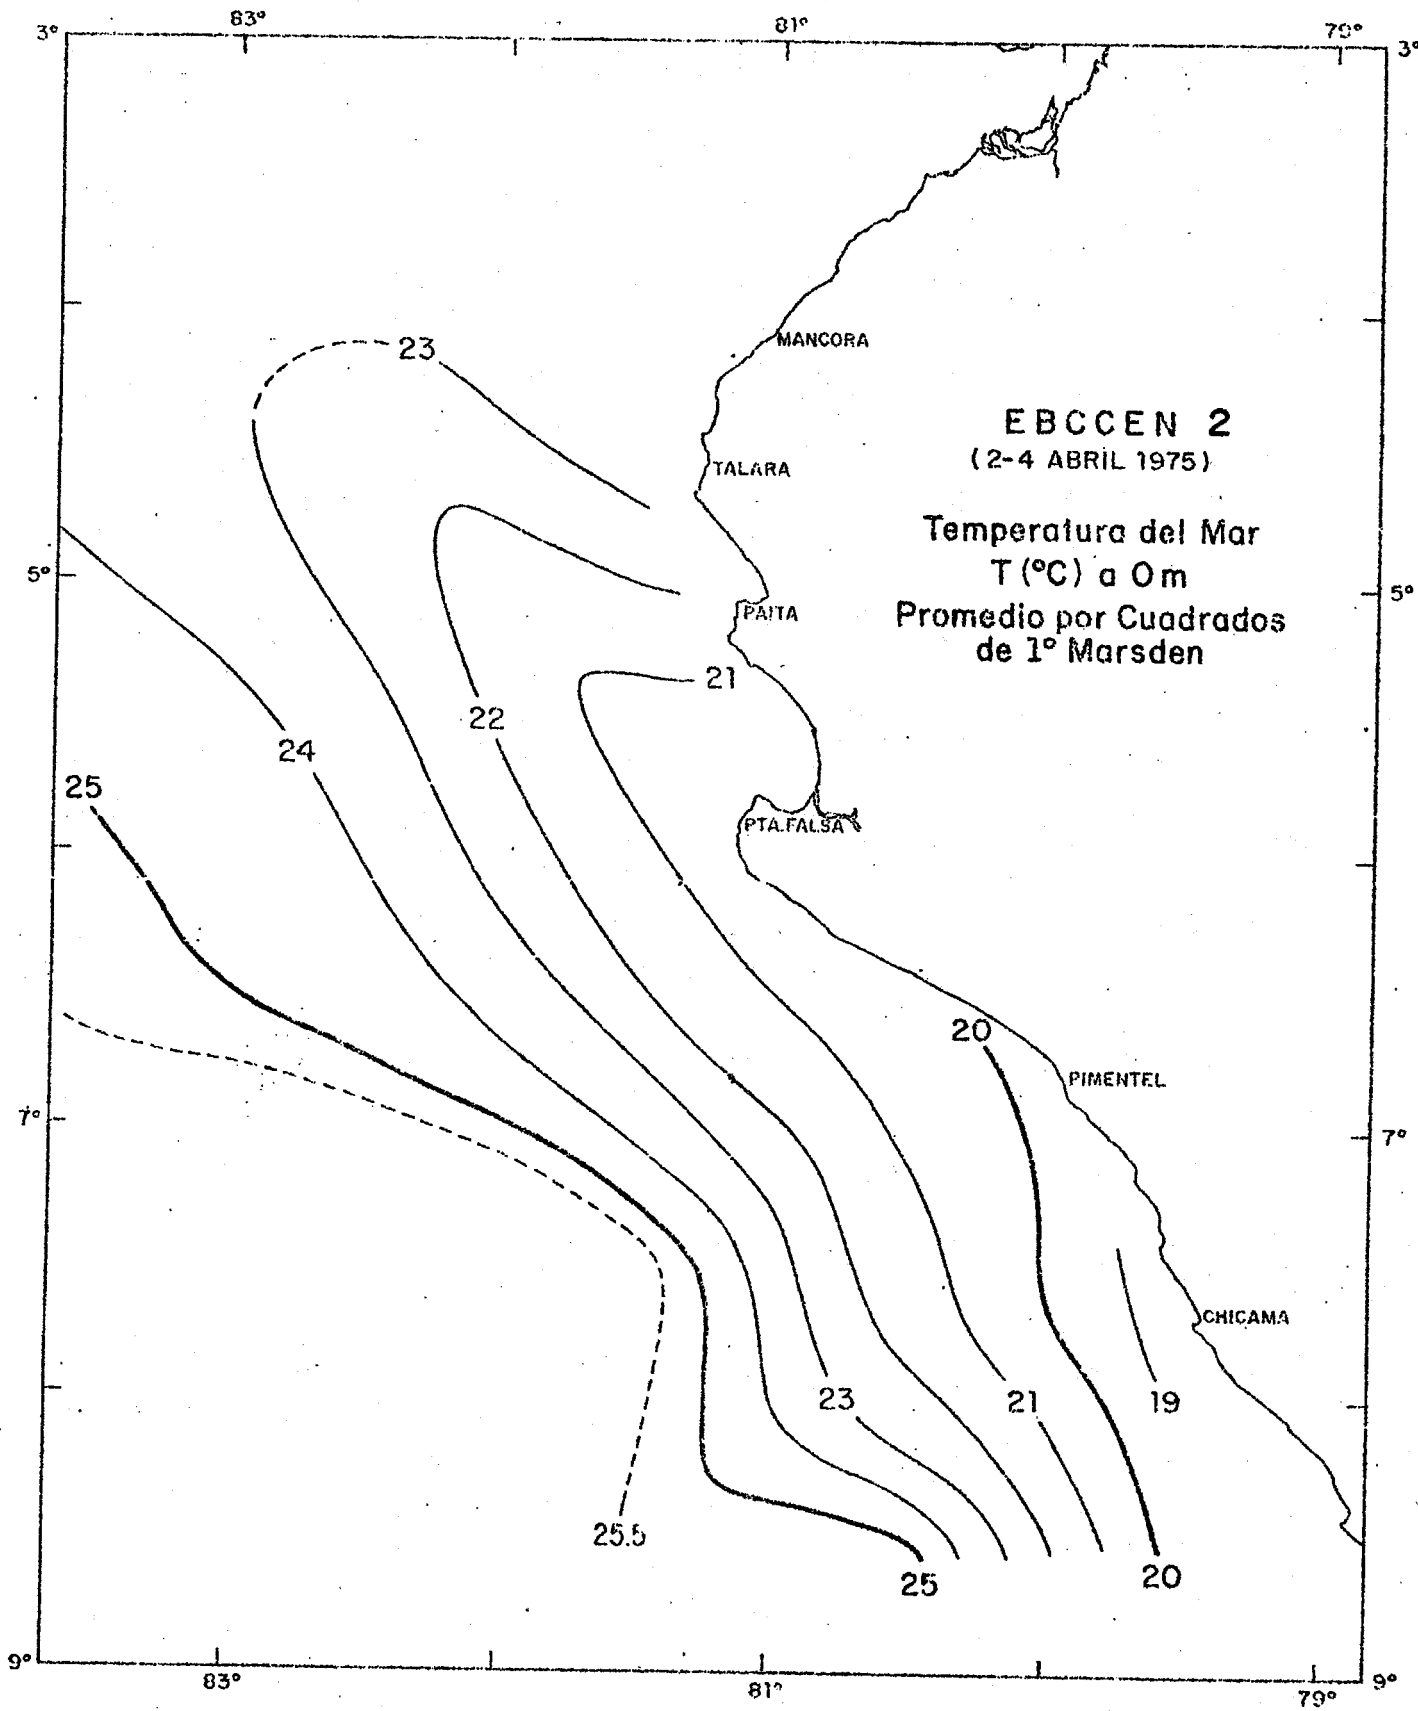 83° 81° 79°
3° 3°
MANCORA
23
EBCCEN 2
(2-4 ABRIL 1975)
TALARA
Temperatura del Mar
T (°C) a 0m
5° 5°
PAITA
Promedio por Cuadrados
de 1° Marsden
21
22
24
25
PTA.FALSA
20
PIMENTEL
7° 7°
CHICAMA
23 21 19
25.5
25 20
9° 9°
83° 81° 79°